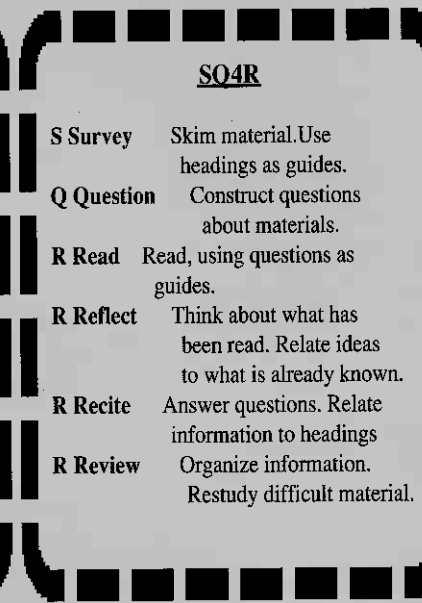 SQ4R
S Survey Skim material.Use
headings as guides.
Q Question Construct questions
about materials.
R Read Read, using questions as
guides.
R Reflect Think about what has
been read. Relate ideas
to what is already known.
R Recite Answer questions. Relate
information to headings
R Review Organize information.
Restudy difficult material.